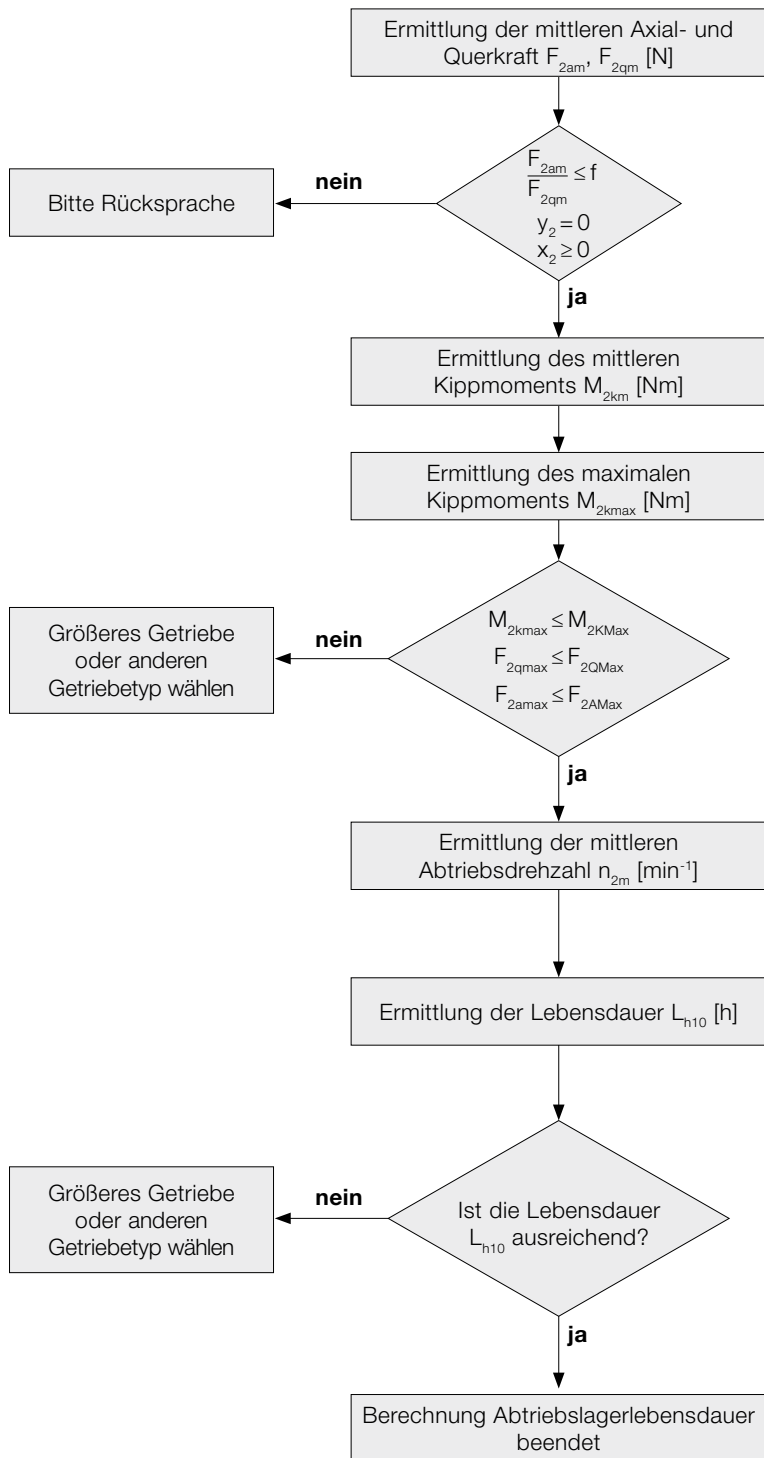 Ermittlung der mittleren Axial- und
Querkraft F2am, F2qm [N]
F2am
F2qm
≤ f
y2 = 0
x2 ≥ 0
nein
Bitte Rücksprache
ja
Ermittlung des mittleren
Kippmoments M2km [Nm]
Ermittlung des maximalen
Kippmoments M2kmax [Nm]
M2kmax ≤ M2KMax
F2qmax ≤ F2QMax
F2amax ≤ F2AMax
nein
Größeres Getriebe
oder anderen
Getriebetyp wählen
ja
Ermittlung der mittleren
Abtriebsdrehzahl n2m [min-1]
Ermittlung der Lebensdauer Lh10 [h]
Ist die Lebensdauer
Lh10 ausreichend?
nein
Größeres Getriebe
oder anderen
Getriebetyp wählen
ja
Berechnung Abtriebslagerlebensdauer
beendet